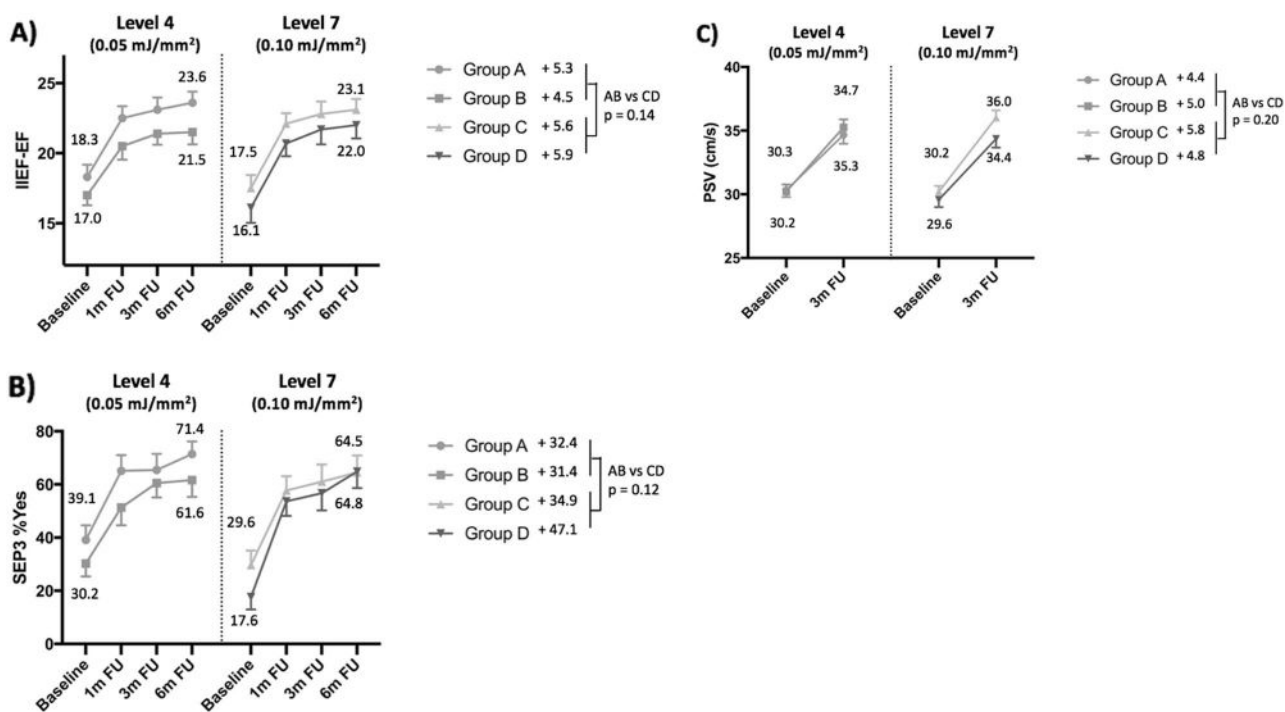 A)
Level 4
(0.05 mJ/mm²)
Level 7
(0.10 mJ/mm²)
IIEF-EF
25
20
15
18.3
17.0
23.6
21.5
17.5
16.1
23.1
22.0
Baseline
1m FU
3m FU
6m FU
Baseline
1m FU
3m FU
6m FU
Group A + 5.3
Group B + 4.5
Group C + 5.6
Group D + 5.9
AB vs CD
p = 0.14
B)
Level 4
(0.05 mJ/mm²)
Level 7
(0.10 mJ/mm²)
SEP3 %Yes
80
60
40
20
0
39.1
30.2
71.4
61.6
29.6
17.6
64.5
64.8
Baseline
1m FU
3m FU
6m FU
Baseline
1m FU
3m FU
6m FU
Group A + 32.4
Group B + 31.4
Group C + 34.9
Group D + 47.1
AB vs CD
p = 0.12
C)
Level 4
(0.05 mJ/mm²)
Level 7
(0.10 mJ/mm²)
PSV (cm/s)
40
35
30
25
30.3
30.2
34.7
35.3
30.2
29.6
36.0
34.4
Baseline
3m FU
Baseline
3m FU
Group A + 4.4
Group B + 5.0
Group C + 5.8
Group D + 4.8
AB vs CD
p = 0.20